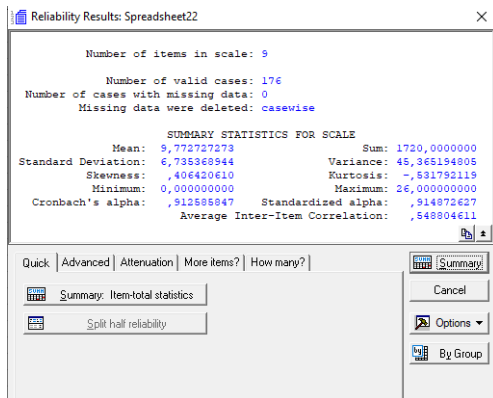 Reliability Results: Spreadsheet22
Number of items in scale: 9
Number of valid cases: 176
Number of cases with missing data: 0
Missing data were deleted: casewise
SUMMARY STATISTICS FOR SCALE
Mean: 9,772727273 Sum: 1720,0000000
Standard Deviation: 6,735368944 Variance: 45,365194805
Skewness: ,406420610 Kurtosis: -,531792119
Minimum: 0,000000000 Maximum: 26,000000000
Cronbach's alpha: ,912585847 Standardized alpha: ,914872627
Average Inter-Item Correlation: ,548804611
Quick Advanced Attenuation More items? How many? Summary
Summary: Item-total statistics Cancel
Split half reliability Options
By Group